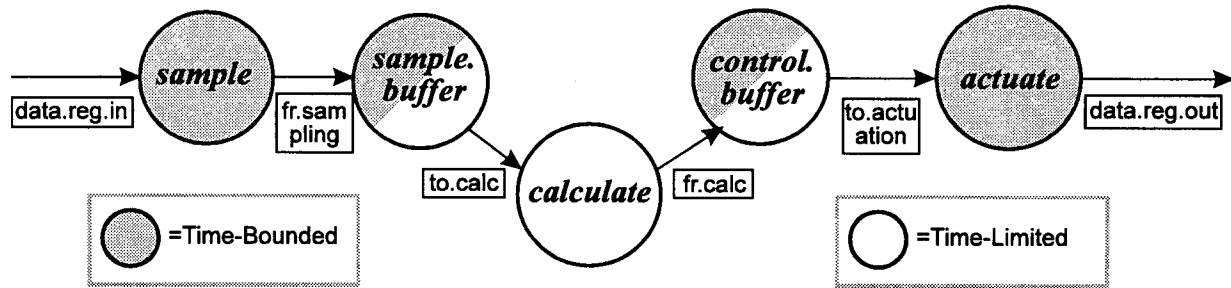 sample
sample.
buffer
control.
buffer
actuate
data.reg.in
fr.sam
pling
to.actu
ation
data.reg.out
to.calc
calculate
fr.calc
=Time-Bounded
=Time-Limited